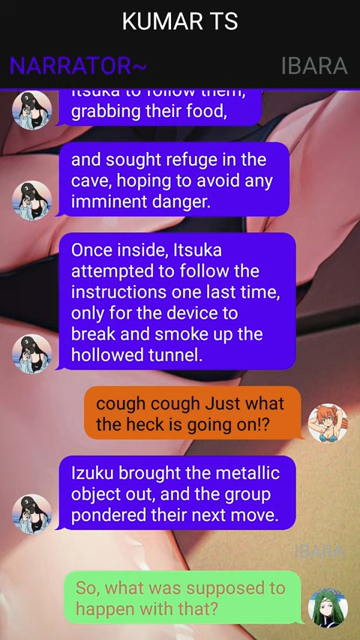 KUMAR TS
NARRATOR~
IBARA
Itsuka to follow them,
grabbing their food,
and sought refuge in the
cave, hoping to avoid any
imminent danger.
Once inside, Itsuka
attempted to follow the
instructions one last time,
only for the device to
break and smoke up the
hollowed tunnel.
cough cough Just what
the heck is going on!?
Izuku brought the metallic
object out, and the group
pondered their next move.
IBARA
So, what was supposed to
happen with that?